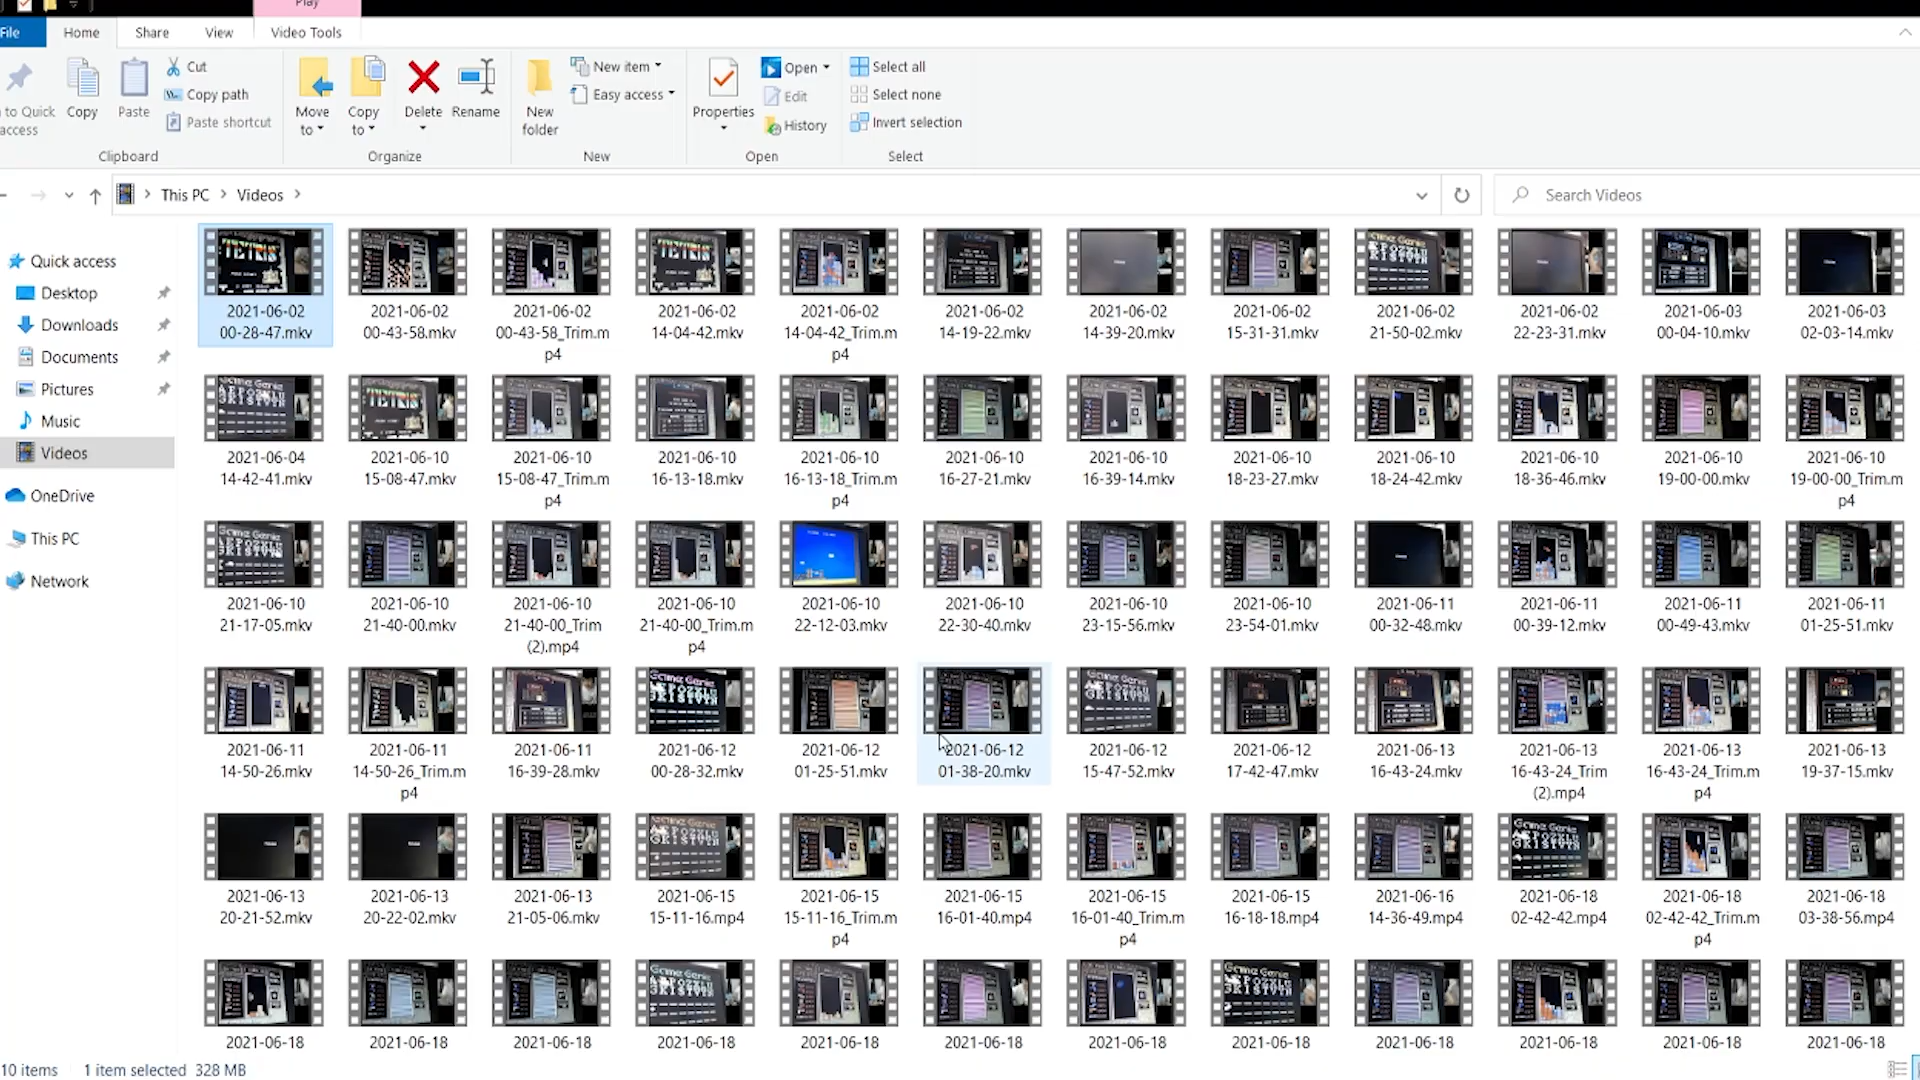 Play
File Home Share View Video Tools
to Quick access
Copy
Paste
Cut
Copy path
Paste shortcut
Move to
Copy to
Delete
Rename
New folder
New item
Easy access
Properties
Open
Edit
History
Select all
Select none
Invert selection
Clipboard Organize New Open Select
This PC Videos
Search Videos
Quick access
Desktop
Downloads
Documents
Pictures
Music
Videos
OneDrive
This PC
Network
2021-06-02 2021-06-02 2021-06-02 2021-06-02 2021-06-02 2021-06-02 2021-06-02 2021-06-02 2021-06-02 2021-06-02 2021-06-03 2021-06-03
00-28-47.mkv 00-43-58.mkv 00-43-58_Trim.m 14-04-42.mkv 14-04-42_Trim.m 14-19-22.mkv 14-39-20.mkv 15-31-31.mkv 21-50-02.mkv 22-23-31.mkv 00-04-10.mkv 02-03-14.mkv
p4 p4
2021-06-04 2021-06-10 2021-06-10 2021-06-10 2021-06-10 2021-06-10 2021-06-10 2021-06-10 2021-06-10 2021-06-10 2021-06-10 2021-06-10
14-42-41.mkv 15-08-47.mkv 15-08-47_Trim.m 16-13-18.mkv 16-13-18_Trim.m 16-27-21.mkv 16-39-14.mkv 18-23-27.mkv 18-24-42.mkv 18-36-46.mkv 19-00-00.mkv 19-00-00_Trim.m
p4 p4 p4
2021-06-10 2021-06-10 2021-06-10 2021-06-10 2021-06-10 2021-06-10 2021-06-10 2021-06-10 2021-06-11 2021-06-11 2021-06-11 2021-06-11
21-17-05.mkv 21-40-00.mkv 21-40-00_Trim 21-40-00_Trim.m 22-12-03.mkv 22-30-40.mkv 23-15-56.mkv 23-54-01.mkv 00-32-48.mkv 00-39-12.mkv 00-49-43.mkv 01-25-51.mkv
(2).mp4 p4
2021-06-11 2021-06-11 2021-06-11 2021-06-12 2021-06-12 2021-06-12 2021-06-12 2021-06-12 2021-06-13 2021-06-13 2021-06-13 2021-06-13
14-50-26.mkv 14-50-26_Trim.m 16-39-28.mkv 00-28-32.mkv 01-25-51.mkv 01-38-20.mkv 15-47-52.mkv 17-42-47.mkv 16-43-24.mkv 16-43-24_Trim 16-43-24_Trim.m 19-37-15.mkv
p4 (2).mp4 p4
2021-06-13 2021-06-13 2021-06-13 2021-06-15 2021-06-15 2021-06-15 2021-06-15 2021-06-15 2021-06-16 2021-06-18 2021-06-18 2021-06-18
20-21-52.mkv 20-22-02.mkv 21-05-06.mkv 15-11-16.mp4 15-11-16_Trim.m 16-01-40.mp4 16-01-40_Trim.m 16-18-18.mp4 14-36-49.mp4 02-42-42.mp4 02-42-42_Trim.m 03-38-56.mp4
p4 p4 p4
2021-06-18 2021-06-18 2021-06-18 2021-06-18 2021-06-18 2021-06-18 2021-06-18 2021-06-18 2021-06-18 2021-06-18 2021-06-18 2021-06-18
10 items 1 item selected 328 MB